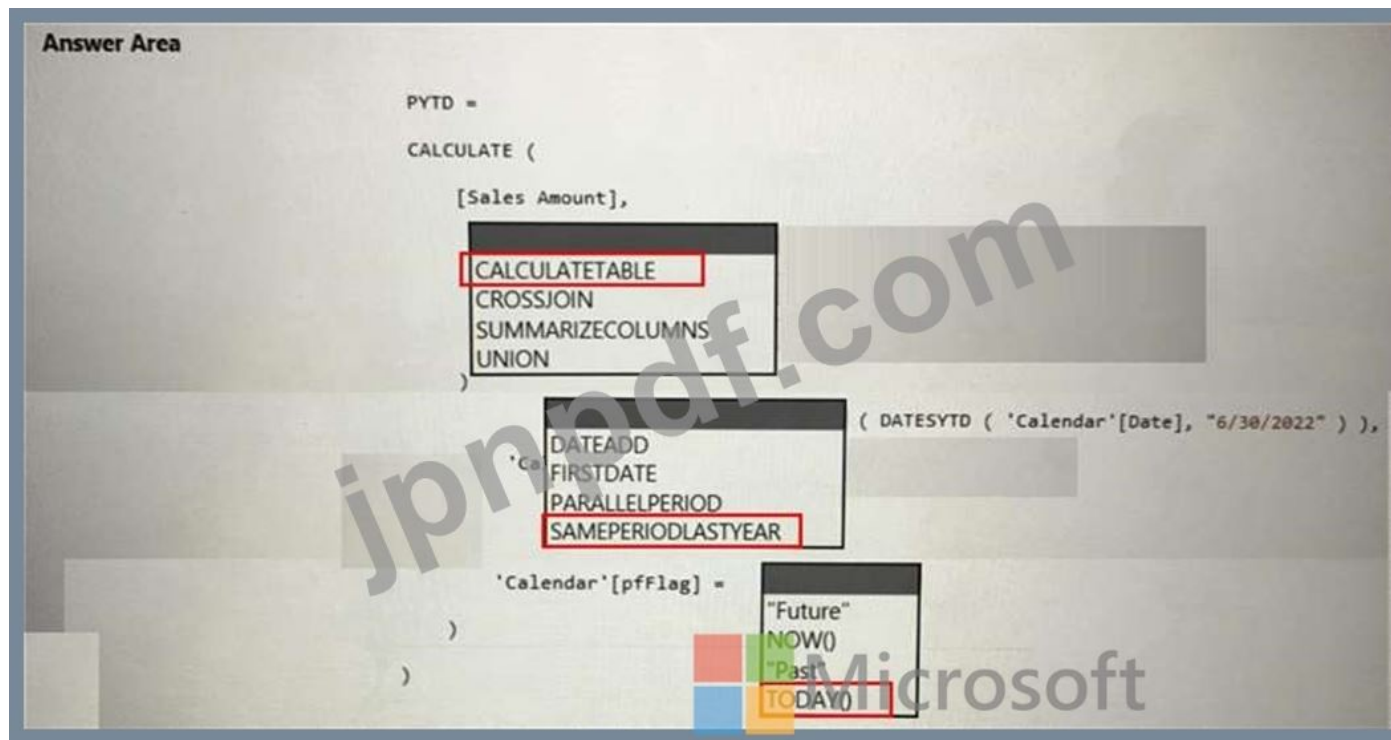 Answer Area
PYTD =
CALCULATE (
[Sales Amount],
CALCULATETABLE
CROSSJOIN
SUMMARIZECOLUMNS
UNION
)
( DATESYTD ( 'Calendar'[Date], "6/30/2022" ) ),
DATEADD
'Ca
FIRSTDATE
PARALLELPERIOD
SAMEPERIODLASTYEAR
'Calendar'[pfFlag] =
"Future"
NOW()
"Past"
TODAY()
)
)
jpnpdf.com
Microsoft